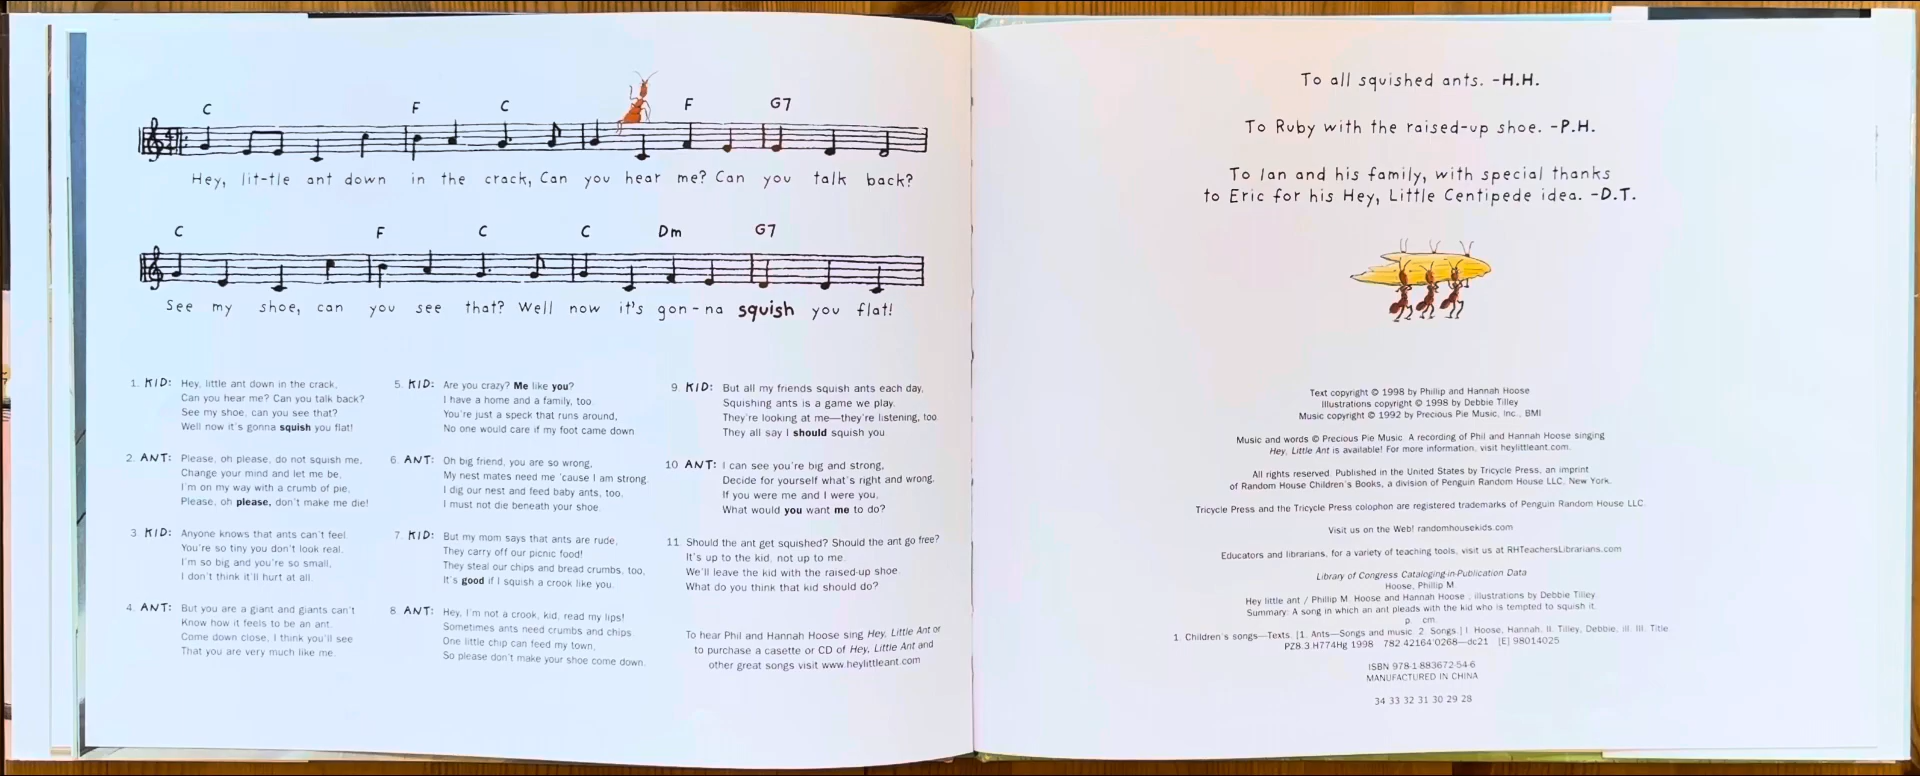 C F C F G7
Hey, lit-tle ant down in the crack, Can you hear me? Can you talk back?
C F C C Dm G7
See my shoe, can you see that? Well now it's gon-na squish you flat!
1. KID: Hey, little ant down in the crack,
Can you hear me? Can you talk back?
See my shoe, can you see that?
Well now it's gonna squish you flat!
2. ANT: Please, oh please, do not squish me,
Change your mind and let me be,
I'm on my way with a crumb of pie,
Please, oh please, don't make me die!
3. KID: Anyone knows that ants can't feel.
You're so tiny you don't look real.
I'm so big and you're so small,
I don't think it'll hurt at all.
4. ANT: But you are a giant and giants can't
Know how it feels to be an ant.
Come down close, I think you'll see
That you are very much like me.
5. KID: Are you crazy? Me like you?
I have a home and a family, too.
You're just a speck that runs around,
No one would care if my foot came down.
6. ANT: Oh big friend, you are so wrong,
My nest mates need me 'cause I am strong.
I dig our nest and feed baby ants, too,
I must not die beneath your shoe.
7. KID: But my mom says that ants are rude,
They carry off our picnic food!
They steal our chips and bread crumbs, too,
It's good if I squish a crook like you.
8. ANT: Hey, I'm not a crook, kid, read my lips!
Sometimes ants need crumbs and chips.
One little chip can feed my town,
So please don't make your shoe come down.
9. KID: But all my friends squish ants each day,
Squishing ants is a game we play.
They're looking at me—they're listening, too.
They all say I should squish you.
10. ANT: I can see you're big and strong,
Decide for yourself what's right and wrong.
If you were me and I were you,
What would you want me to do?
11. Should the ant get squished? Should the ant go free?
It's up to the kid, not up to me.
We'll leave the kid with the raised-up shoe.
What do you think that kid should do?
To hear Phil and Hannah Hoose sing Hey, Little Ant or
to purchase a casette or CD of Hey, Little Ant and
other great songs visit www.heylittleant.com
To all squished ants. -H.H.
To Ruby with the raised-up shoe. -P.H.
To Ian and his family, with special thanks
to Eric for his Hey, Little Centipede idea. -D.T.
Text copyright © 1998 by Phillip and Hannah Hoose
Illustrations copyright © 1998 by Debbie Tilley
Music copyright © 1992 by Precious Pie Music, Inc., BMI
Music and words © Precious Pie Music. A recording of Phil and Hannah Hoose singing
Hey, Little Ant is available! For more information, visit heylittleant.com.
All rights reserved. Published in the United States by Tricycle Press, an imprint
of Random House Children's Books, a division of Penguin Random House LLC, New York.
Tricycle Press and the Tricycle Press colophon are registered trademarks of Penguin Random House LLC.
Visit us on the Web! randomhousekids.com
Educators and librarians, for a variety of teaching tools, visit us at RHTeachersLibrarians.com
Library of Congress Cataloging-in-Publication Data
Hoose, Phillip M.
Hey little ant / Phillip M. Hoose and Hannah Hoose ; illustrations by Debbie Tilley.
Summary: A song in which an ant pleads with the kid who is tempted to squish it.
p. cm.
1. Children's songs—Texts. [1. Ants—Songs and music. 2. Songs.] I. Hoose, Hannah. II. Tilley, Debbie, ill. III. Title.
PZ8.3.H774Hg 1998 782.42164'0268—dc21 [E] 98014025
ISBN 978-1-883672-54-6
MANUFACTURED IN CHINA
34 33 32 31 30 29 28